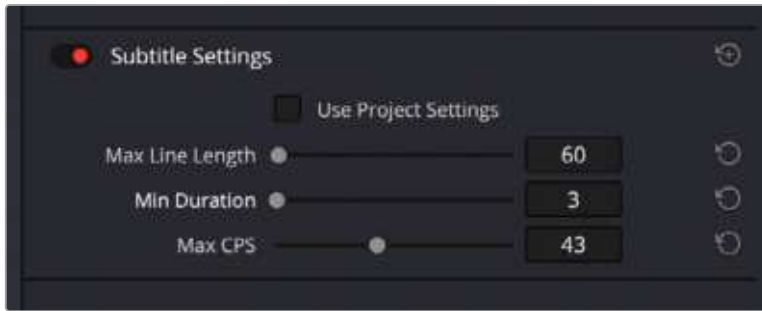 Subtitle Settings
Use Project Settings
Max Line Length 60
Min Duration 3
Max CPS 43